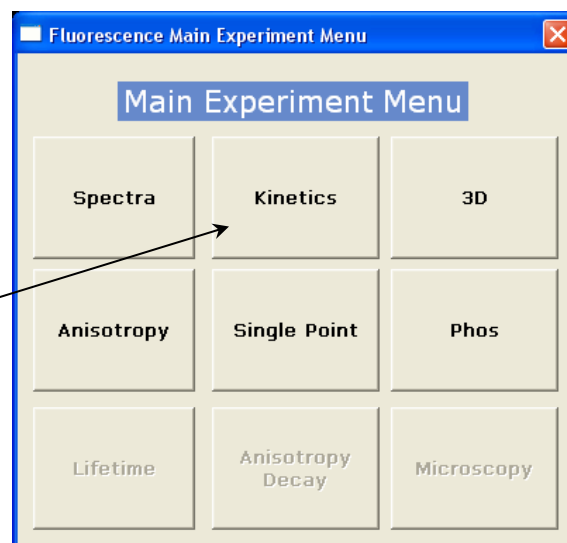 Fluorescence Main Experiment Menu
Main Experiment Menu
Spectra
Kinetics
3D
Anisotropy
Single Point
Phos
Lifetime
Anisotropy
Decay
Microscopy